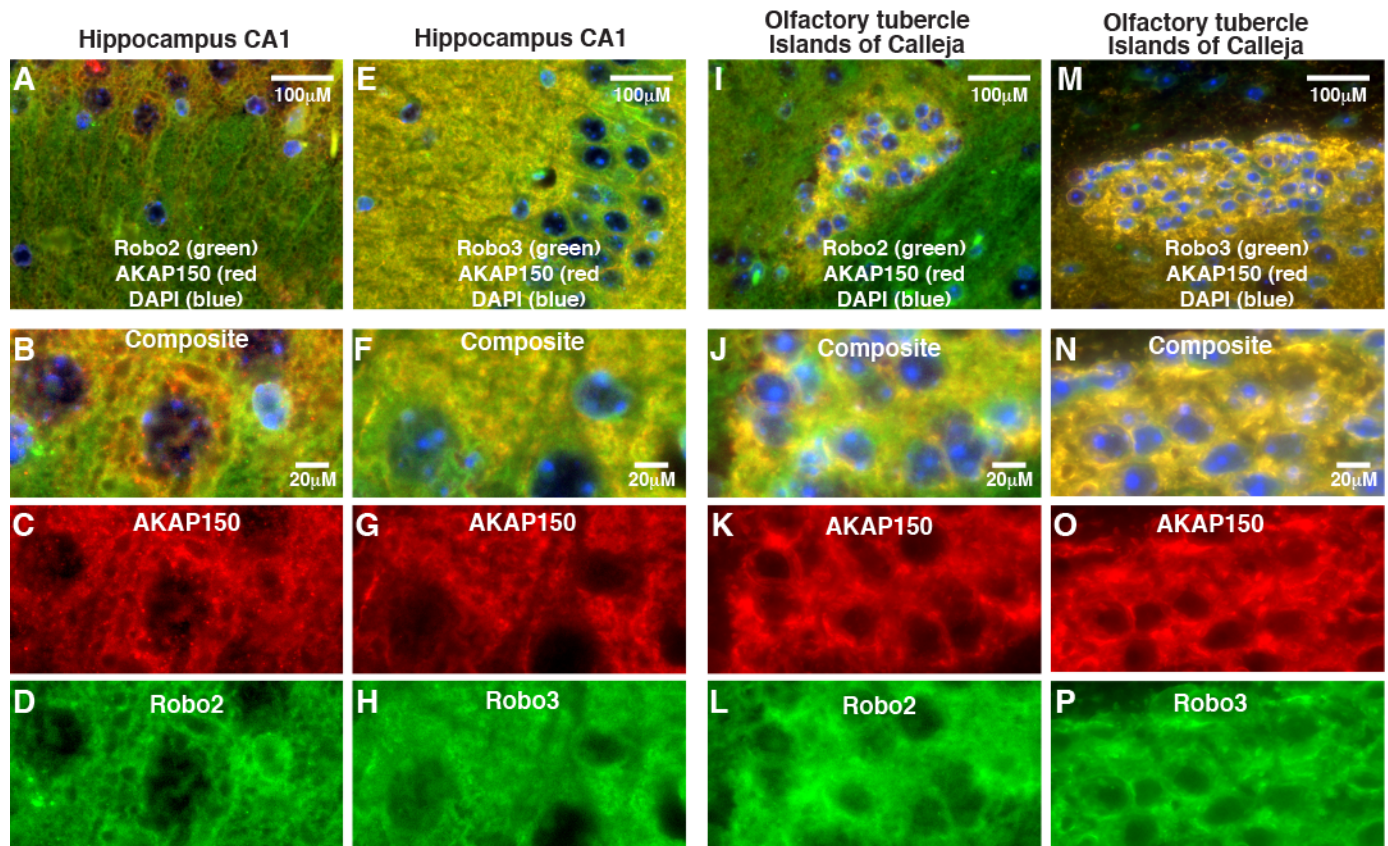 Hippocampus CA1
Hippocampus CA1
Olfactory tubercle
Islands of Calleja
Olfactory tubercle
Islands of Calleja
A
100μM
Robo2 (green)
AKAP150 (red
DAPI (blue)
E
100μM
Robo3 (green)
AKAP150 (red
DAPI (blue)
I
100μM
Robo2 (green)
AKAP150 (red
DAPI (blue)
M
100μM
Robo3 (green)
AKAP150 (red
DAPI (blue)
B
Composite
20μM
F
Composite
20μM
J
Composite
20μM
N
Composite
20μM
C
AKAP150
G
AKAP150
K
AKAP150
O
AKAP150
D
Robo2
H
Robo3
L
Robo2
P
Robo3